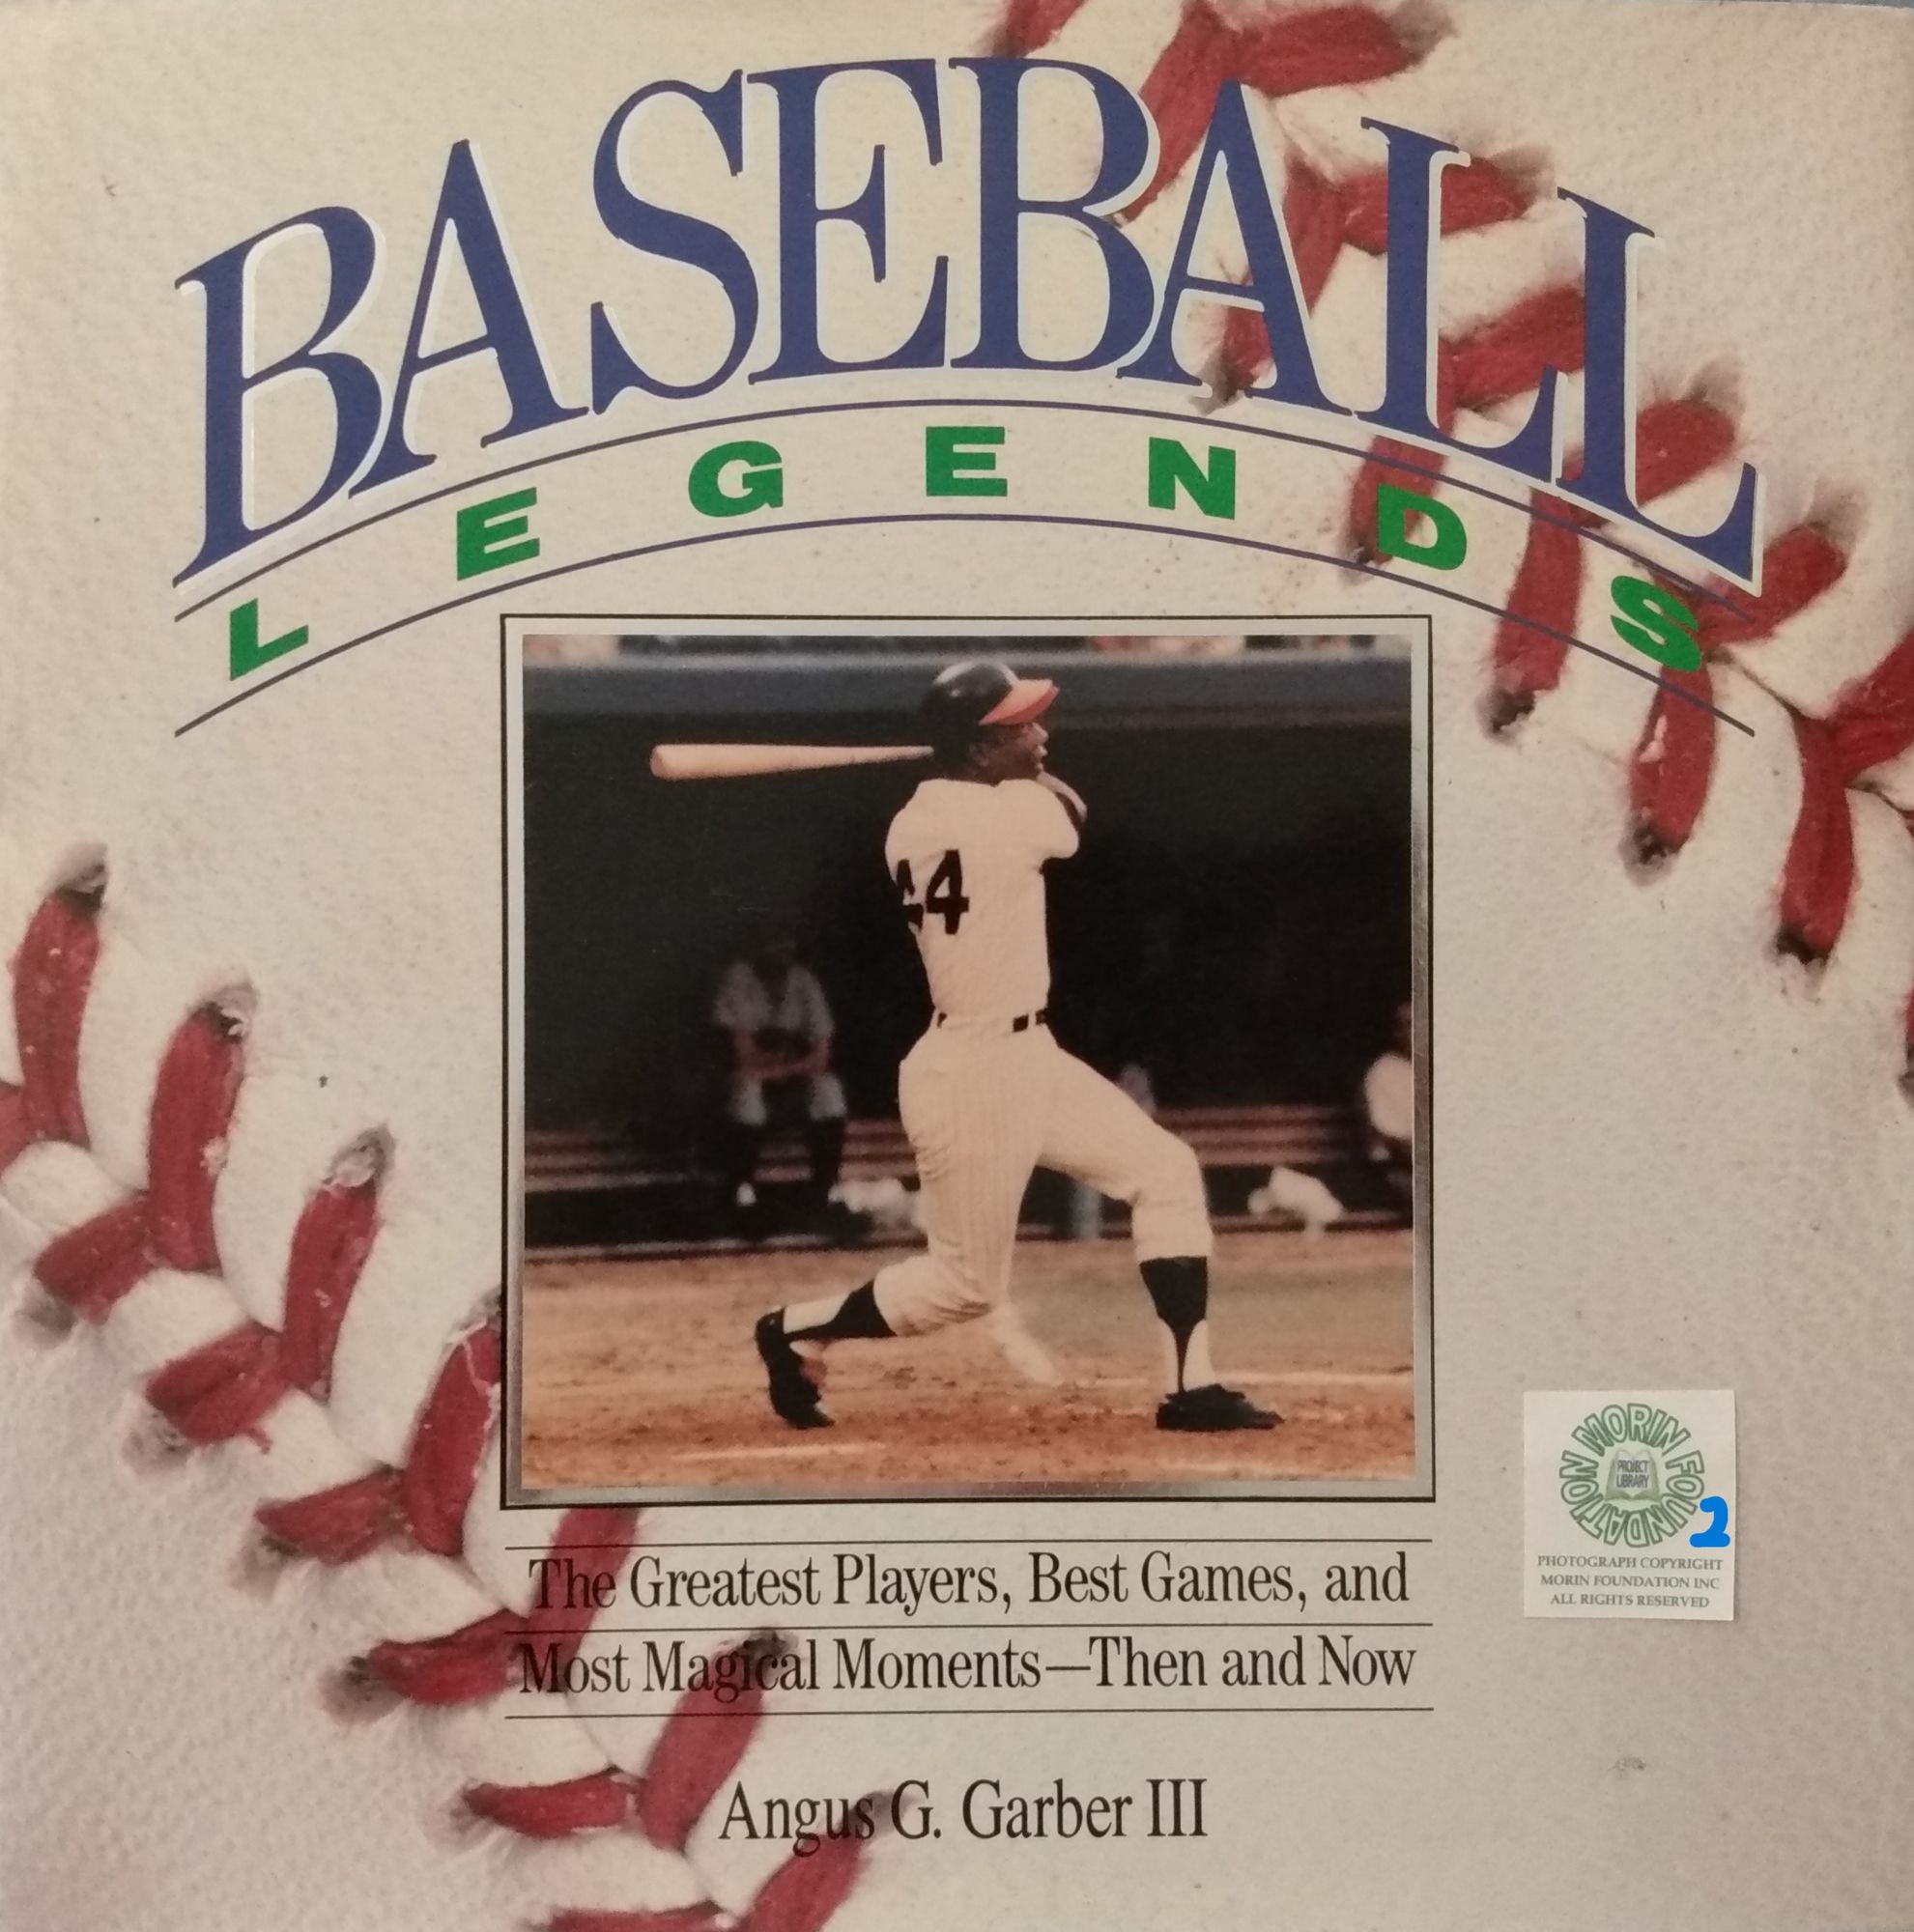 BASEBALL
LEGENDS
44
The Greatest Players, Best Games, and
Most Magical Moments—Then and Now
Angus G. Garber III
MORIN FOUNDATION
PROJECT
LIBRARY
2
PHOTOGRAPH COPYRIGHT
MORIN FOUNDATION INC
ALL RIGHTS RESERVED